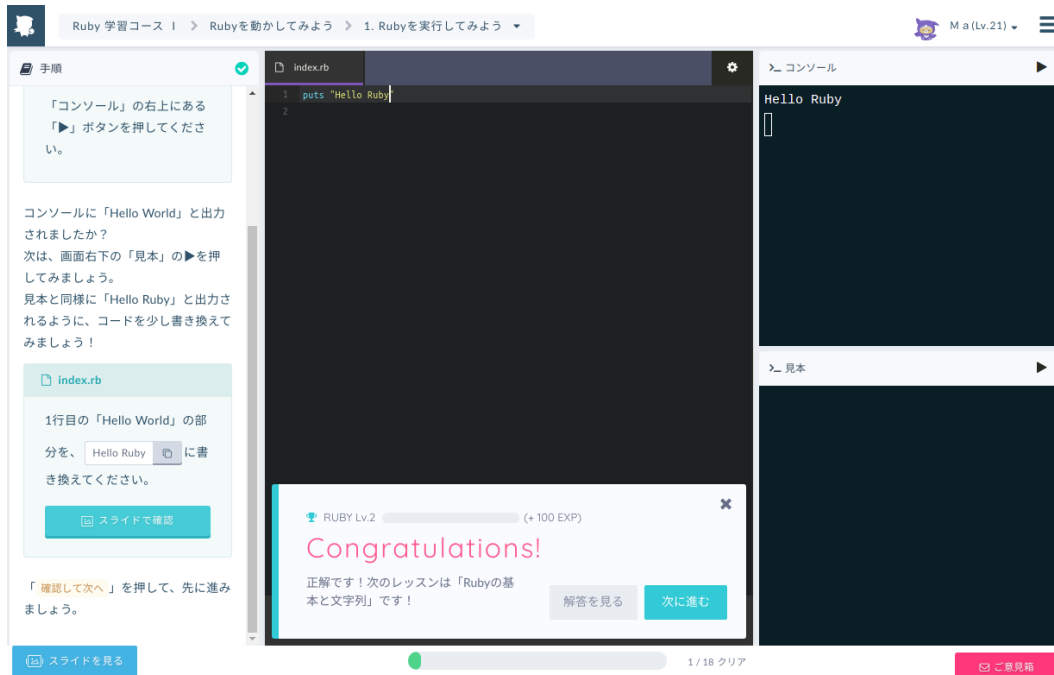 Ruby 学習コース I
Rubyを動かしてみよう
1. Rubyを実行してみよう
M a (Lv.21)
手順
「コンソール」の右上にある
「▶」ボタンを押してくださ
い。
コンソールに「Hello World」と出力
されましたか？
次は、画面右下の「見本」の▶を押
してみましょう。
見本と同様に「Hello Ruby」と出力さ
れるように、コードを少し書き換えて
みましょう！
index.rb
1行目の「Hello World」の部
分を、 Hello Ruby に書
き換えてください。
スライドで確認
「 確認して次へ 」を押して、先に進み
ましょう。
スライドを見る
index.rb
1 puts "Hello Ruby"
2
RUBY Lv.2 (+ 100 EXP)
Congratulations!
正解です！次のレッスンは「Rubyの基
本と文字列」です！
解答を見る
次に進む
1 / 18 クリア
コンソール
Hello Ruby
見本
ご意見箱